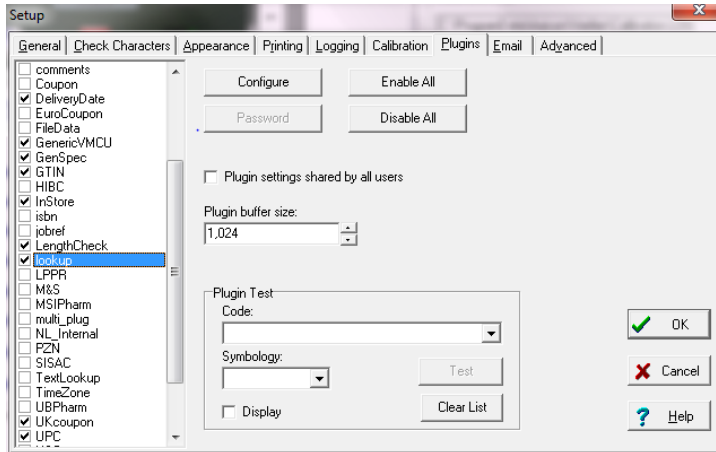 Setup
General Check Characters Appearance Printing Logging Calibration Plugins Email Advanced
comments
Coupon
DeliveryDate
EuroCoupon
FileData
GenericVMCU
GenSpec
GTIN
HIBC
InStore
isbn
jobref
LengthCheck
lookup
LPPR
M&S
MSIPharm
multi_plug
NL_Internal
PZN
SISAC
TextLookup
TimeZone
UBPharm
UKcoupon
UPC
Configure Enable All
Password Disable All
Plugin settings shared by all users
Plugin buffer size:
1,024
Plugin Test
Code:
Symbology:
Test
Display Clear List
OK
Cancel
Help